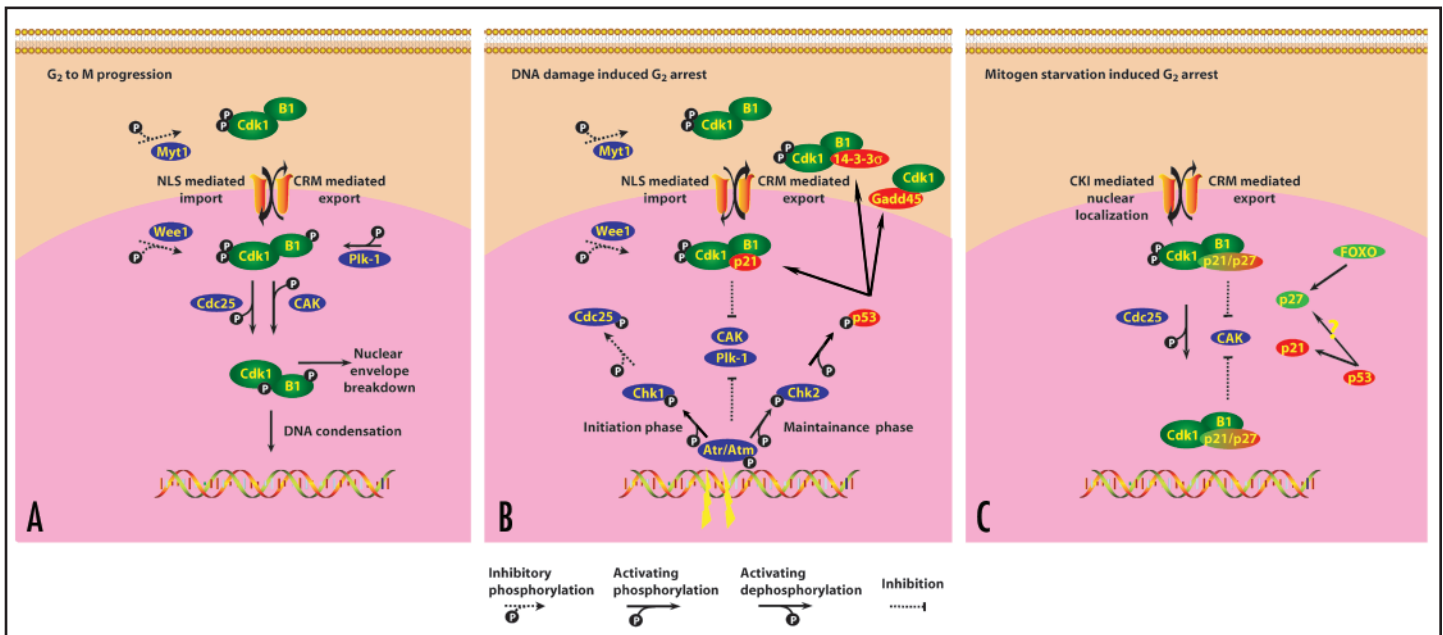 G2 to M progression
P
P
Cdk1
B1
P
Myt1
NLS mediated
import
CRM mediated
export
Wee1
P
P
P
Cdk1
B1
P
P
Plk-1
Cdc25
P
P
CAK
Cdk1
P
B1
P
Nuclear
envelope
breakdown
DNA condensation
A
DNA damage induced G2 arrest
P
P
Cdk1
B1
P
Myt1
P
P
Cdk1
B1
14-3-3σ
Cdk1
Gadd45
NLS mediated
import
CRM mediated
export
Wee1
P
P
P
Cdk1
B1
p21
Cdc25
P
P
CAK
Plk-1
P
p53
P
Chk1
P
Chk2
P
Initiation phase
P
P
Maintainance phase
Atr/Atm
P
B
Mitogen starvation induced G2 arrest
CKI mediated
nuclear
localization
CRM mediated
export
P
P
Cdk1
B1
p21/p27
FOXO
p27
Cdc25
P
CAK
?
p21
p53
Cdk1
B1
p21/p27
C
Inhibitory
phosphorylation
P
Activating
phosphorylation
P
Activating
dephosphorylation
P
Inhibition